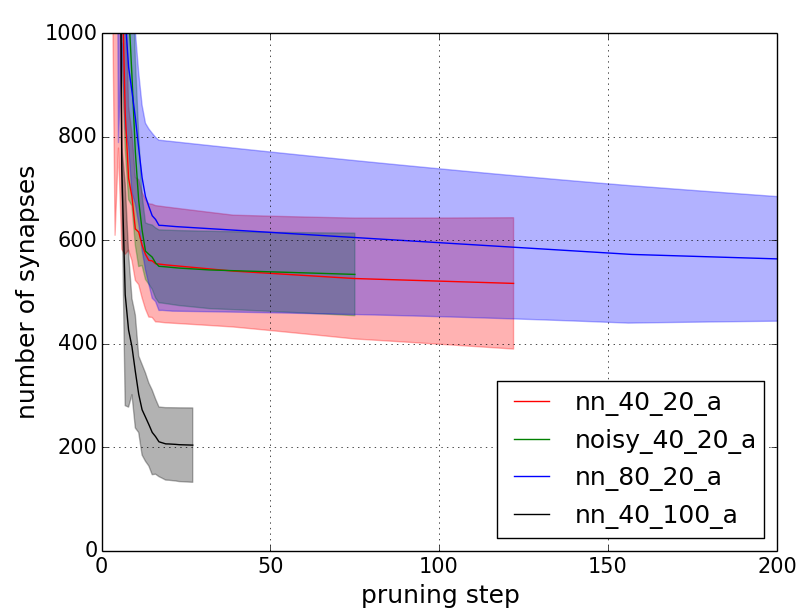 1000
800
600
400
200
0
number of synapses
0 50 100 150 200
pruning step
nn_40_20_a
noisy_40_20_a
nn_80_20_a
nn_40_100_a